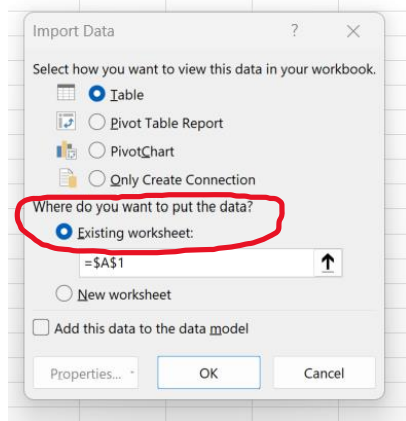 Import Data ?
Select how you want to view this data in your workbook.
Table
Pivot Table Report
PivotChart
Only Create Connection
Where do you want to put the data?
Existing worksheet:
=$A$1
New worksheet
Add this data to the data model
Properties... OK Cancel